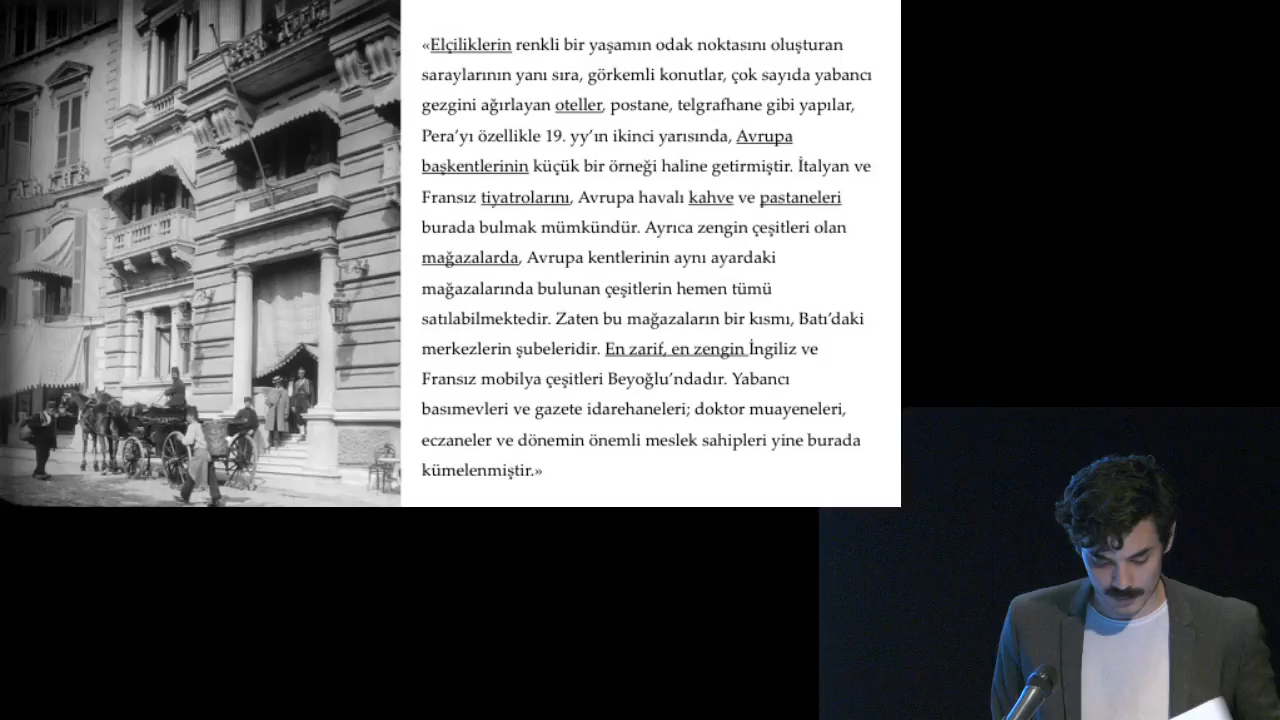 «Elçiliklerin renkli bir yaşamın odak noktasını oluşturan
saraylarının yanı sıra, görkemli konutlar, çok sayıda yabancı
gezgini ağırlayan oteller, postane, telgrafhane gibi yapılar,
Pera’yı özellikle 19. yy’ın ikinci yarısında, Avrupa
başkentlerinin küçük bir örneği haline getirmiştir. İtalyan ve
Fransız tiyatrolarını, Avrupa havalı kahve ve pastaneleri
burada bulmak mümkündür. Ayrıca zengin çeşitleri olan
mağazalarda, Avrupa kentlerinin aynı ayardaki
mağazalarında bulunan çeşitlerin hemen tümü
satılabilmektedir. Zaten bu mağazaların bir kısmı, Batı’daki
merkezlerin şubeleridir. En zarif, en zengin İngiliz ve
Fransız mobilya çeşitleri Beyoğlu’ndadır. Yabancı
basımevleri ve gazete idarehaneleri; doktor muayeneleri,
eczaneler ve dönemin önemli meslek sahipleri yine burada
kümelenmiştir.»